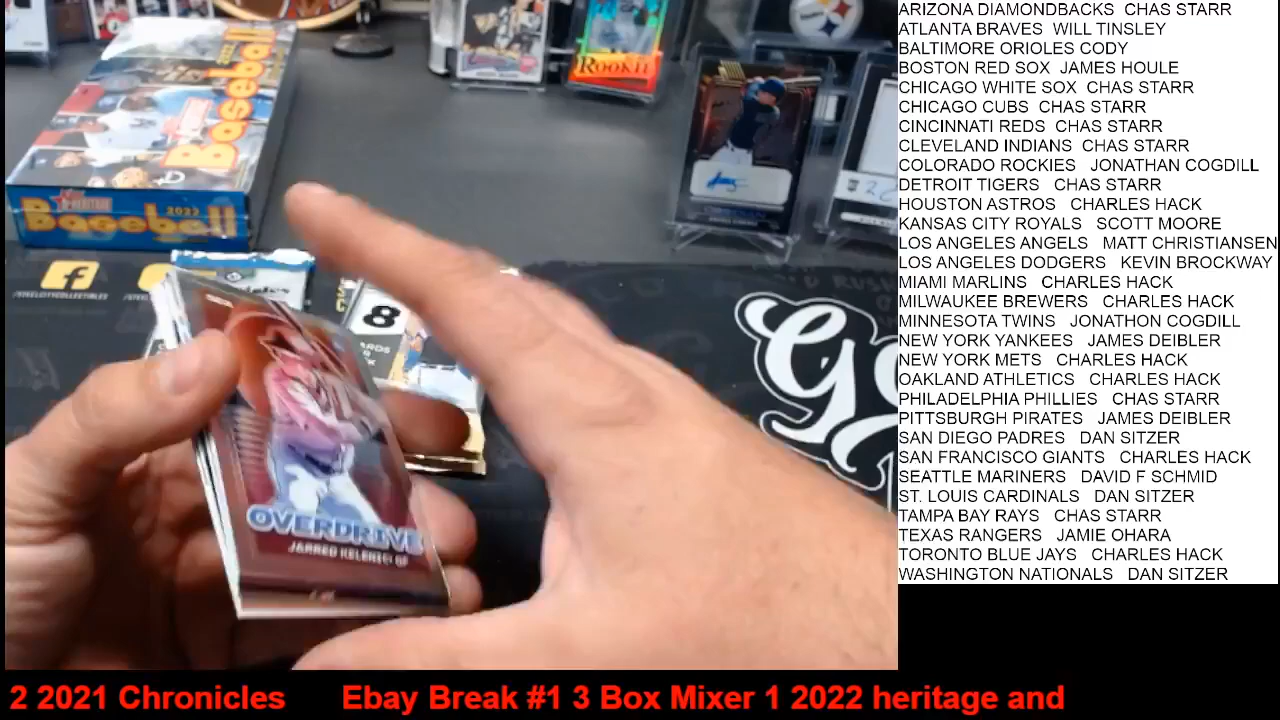 ARIZONA DIAMONDBACKS CHAS STARR
ATLANTA BRAVES WILL TINSLEY
BALTIMORE ORIOLES CODY
BOSTON RED SOX JAMES HOULE
CHICAGO WHITE SOX CHAS STARR
CHICAGO CUBS CHAS STARR
CINCINNATI REDS CHAS STARR
CLEVELAND INDIANS CHAS STARR
COLORADO ROCKIES JONATHAN COGDILL
DETROIT TIGERS CHAS STARR
HOUSTON ASTROS CHARLES HACK
KANSAS CITY ROYALS SCOTT MOORE
LOS ANGELES ANGELS MATT CHRISTIANSEN
LOS ANGELES DODGERS KEVIN BROCKWAY
MIAMI MARLINS CHARLES HACK
MILWAUKEE BREWERS CHARLES HACK
MINNESOTA TWINS JONATHON COGDILL
NEW YORK YANKEES JAMES DEIBLER
NEW YORK METS CHARLES HACK
OAKLAND ATHLETICS CHARLES HACK
PHILADELPHIA PHILLIES CHAS STARR
PITTSBURGH PIRATES JAMES DEIBLER
SAN DIEGO PADRES DAN SITZER
SAN FRANCISCO GIANTS CHARLES HACK
SEATTLE MARINERS DAVID F SCHMID
ST. LOUIS CARDINALS DAN SITZER
TAMPA BAY RAYS CHAS STARR
TEXAS RANGERS JAMIE OHARA
TORONTO BLUE JAYS CHARLES HACK
WASHINGTON NATIONALS DAN SITZER
2022
Baseball
HERITAGE 2022
Baseball
ROOKIE
8
OVERDRIVE
JARRED KELENIC OF
2 2021 Chronicles Ebay Break #1 3 Box Mixer 1 2022 heritage and